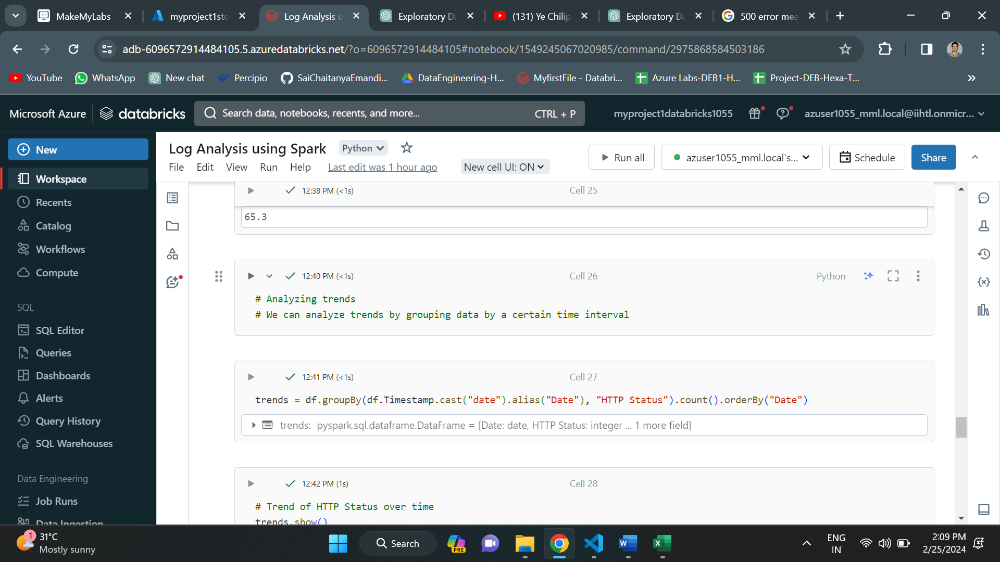 MakeMyLabs
myproject1sto
Log Analysis u
Exploratory Da
(131) Ye Chilip
Exploratory Da
500 error mea
adb-6096572914484105.5.azuredatabricks.net/?o=6096572914484105#notebook/1549245067020985/command/2975868584503186
YouTube
WhatsApp
New chat
Percipio
SaiChaitanyaEmandi...
DataEngineering-H...
MyfirstFile - Databri...
Azure Labs-DEB1-H...
Project-DEB-Hexa-T...
Microsoft Azure
databricks
Search data, notebooks, recents, and more...
CTRL + P
myproject1databricks1055
azuser1055_mml.local@iihtl.onmicr...
New
Workspace
Recents
Catalog
Workflows
Compute
SQL
SQL Editor
Queries
Dashboards
Alerts
Query History
SQL Warehouses
Data Engineering
Job Runs
Data Ingestion
Log Analysis using Spark
Python
File
Edit
View
Run
Help
Last edit was 1 hour ago
New cell UI: ON
Run all
azuser1055_mml.local's...
Schedule
Share
12:38 PM (<1s)
Cell 25
65.3
12:40 PM (<1s)
Cell 26
Python
# Analyzing trends
# We can analyze trends by grouping data by a certain time interval
12:41 PM (<1s)
Cell 27
trends = df.groupBy(df.Timestamp.cast("date").alias("Date"), "HTTP Status").count().orderBy("Date")
trends: pyspark.sql.dataframe.DataFrame = [Date: date, HTTP Status: integer ... 1 more field]
12:42 PM (1s)
Cell 28
# Trend of HTTP Status over time
trends.show()
1
31°C
Mostly sunny
Search
PRE
ENG
IN
2:09 PM
2/25/2024